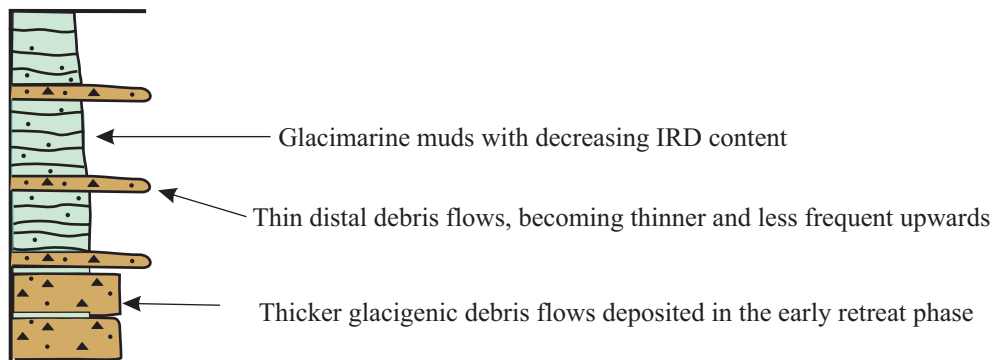 Glacimarine muds with decreasing IRD content
Thin distal debris flows, becoming thinner and less frequent upwards
Thicker glacigenic debris flows deposited in the early retreat phase